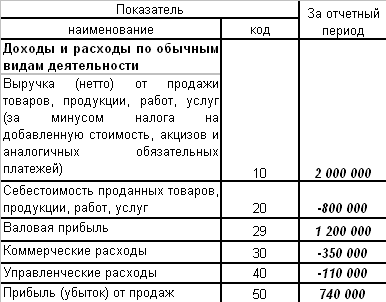 Показатель
За отчетный
период
наименование
код
Доходы и расходы по обычным
видам деятельности
Выручка (нетто) от продажи
товаров, продукции, работ, услуг
(за минусом налога на
добавленную стоимость, акцизов и
аналогичных обязательных
платежей)
10
2 000 000
Себестоимость проданных товаров,
продукции, работ, услуг
20
-800 000
Валовая прибыль
29
1 200 000
Коммерческие расходы
30
-350 000
Управленческие расходы
40
-110 000
Прибыль (убыток) от продаж
50
740 000